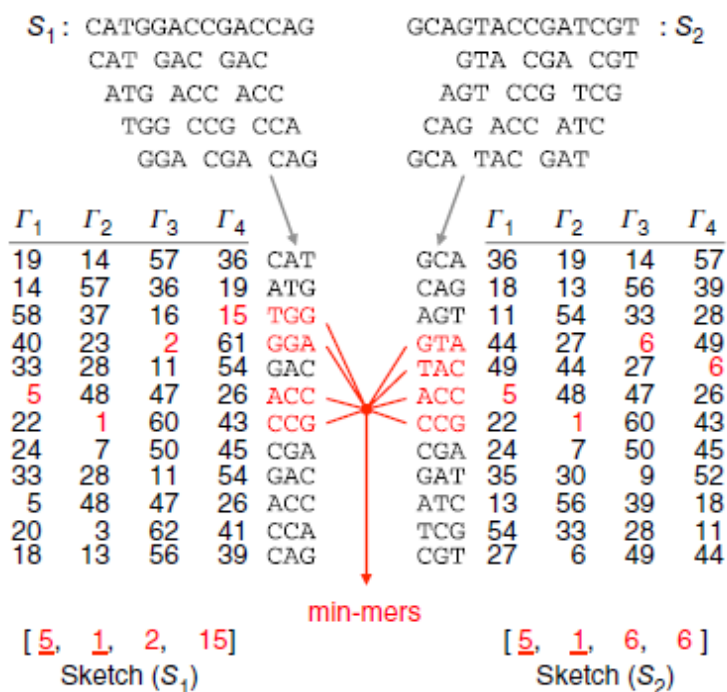 S1: CATGGACCGACCAG GCAGTACCGATCGT :S2
CAT GAC GAC GTA CGA CGT
ATG ACC ACC AGT CCG TCG
TGG CCG CCA CAG ACC ATC
GGA CGA CAG GCA TAC GAT
Γ1 Γ2 Γ3 Γ4 Γ1 Γ2 Γ3 Γ4
19 14 57 36 CAT GCA 36 19 14 57
14 57 36 19 ATG CAG 18 13 56 39
58 37 16 15 TGG AGT 11 54 33 28
40 23 2 61 GGA GTA 44 27 6 49
33 28 11 54 GAC TAC 49 44 27 6
5 48 47 26 ACC ACC 5 48 47 26
22 1 60 43 CCG CCG 22 1 60 43
24 7 50 45 CGA CGA 24 7 50 45
33 28 11 54 GAC GAT 35 30 9 52
5 48 47 26 ACC ATC 13 56 39 18
20 3 62 41 CCA TCG 54 33 28 11
18 13 56 39 CAG CGT 27 6 49 44
min-mers
[5, 1, 2, 15] [5, 1, 6, 6]
Sketch (S1) Sketch (S2)